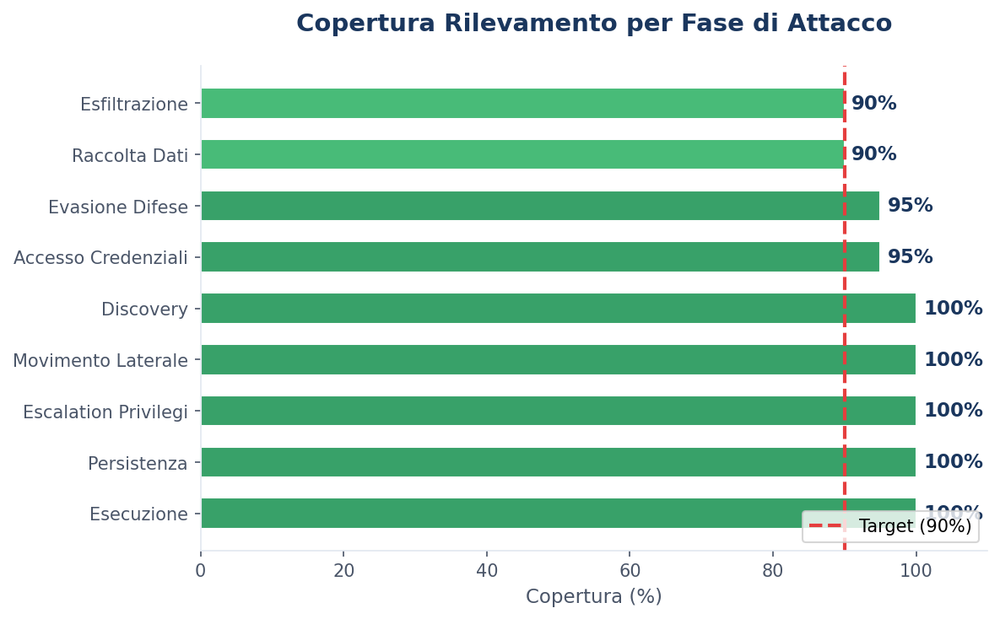 Copertura Rilevamento per Fase di Attacco
Esfiltrazione 90%
Raccolta Dati 90%
Evasione Difese 95%
Accesso Credenziali 95%
Discovery 100%
Movimento Laterale 100%
Escalation Privilegi 100%
Persistenza 100%
Esecuzione 100%
Target (90%)
0 20 40 60 80 100
Copertura (%)